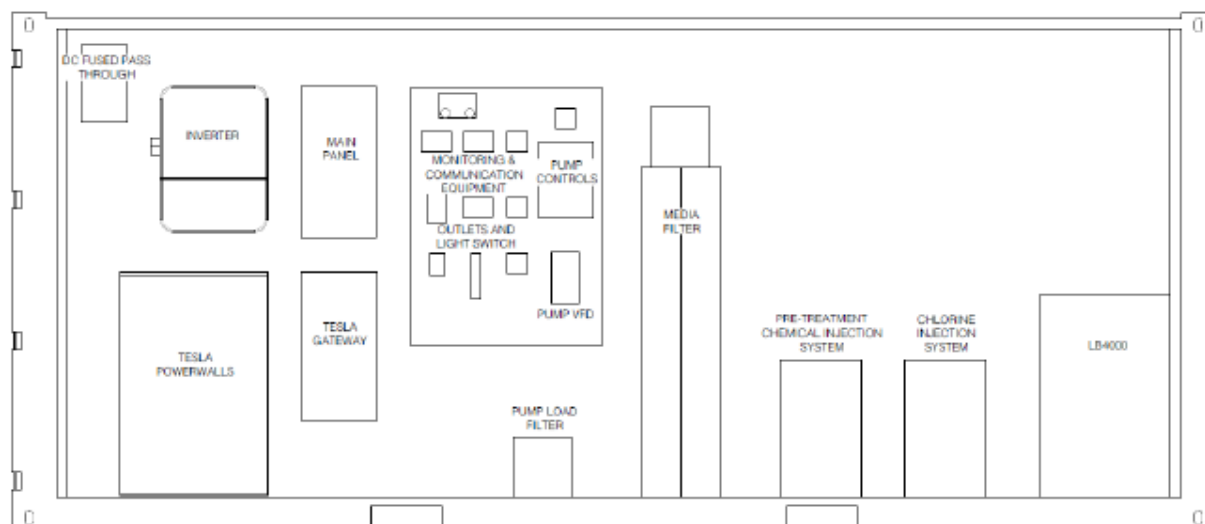 DC FUSED PASS
THROUGH
INVERTER
MAIN
PANEL
MONITORING &
COMMUNICATION
EQUIPMENT
PUMP
CONTROLS
OUTLETS AND
LIGHT SWITCH
PUMP VFD
MEDIA
FILTER
TESLA
POWERWALLS
TESLA
GATEWAY
PUMP LOAD
FILTER
PRE-TREATMENT
CHEMICAL INJECTION
SYSTEM
CHLORINE
INJECTION
SYSTEM
LB4000